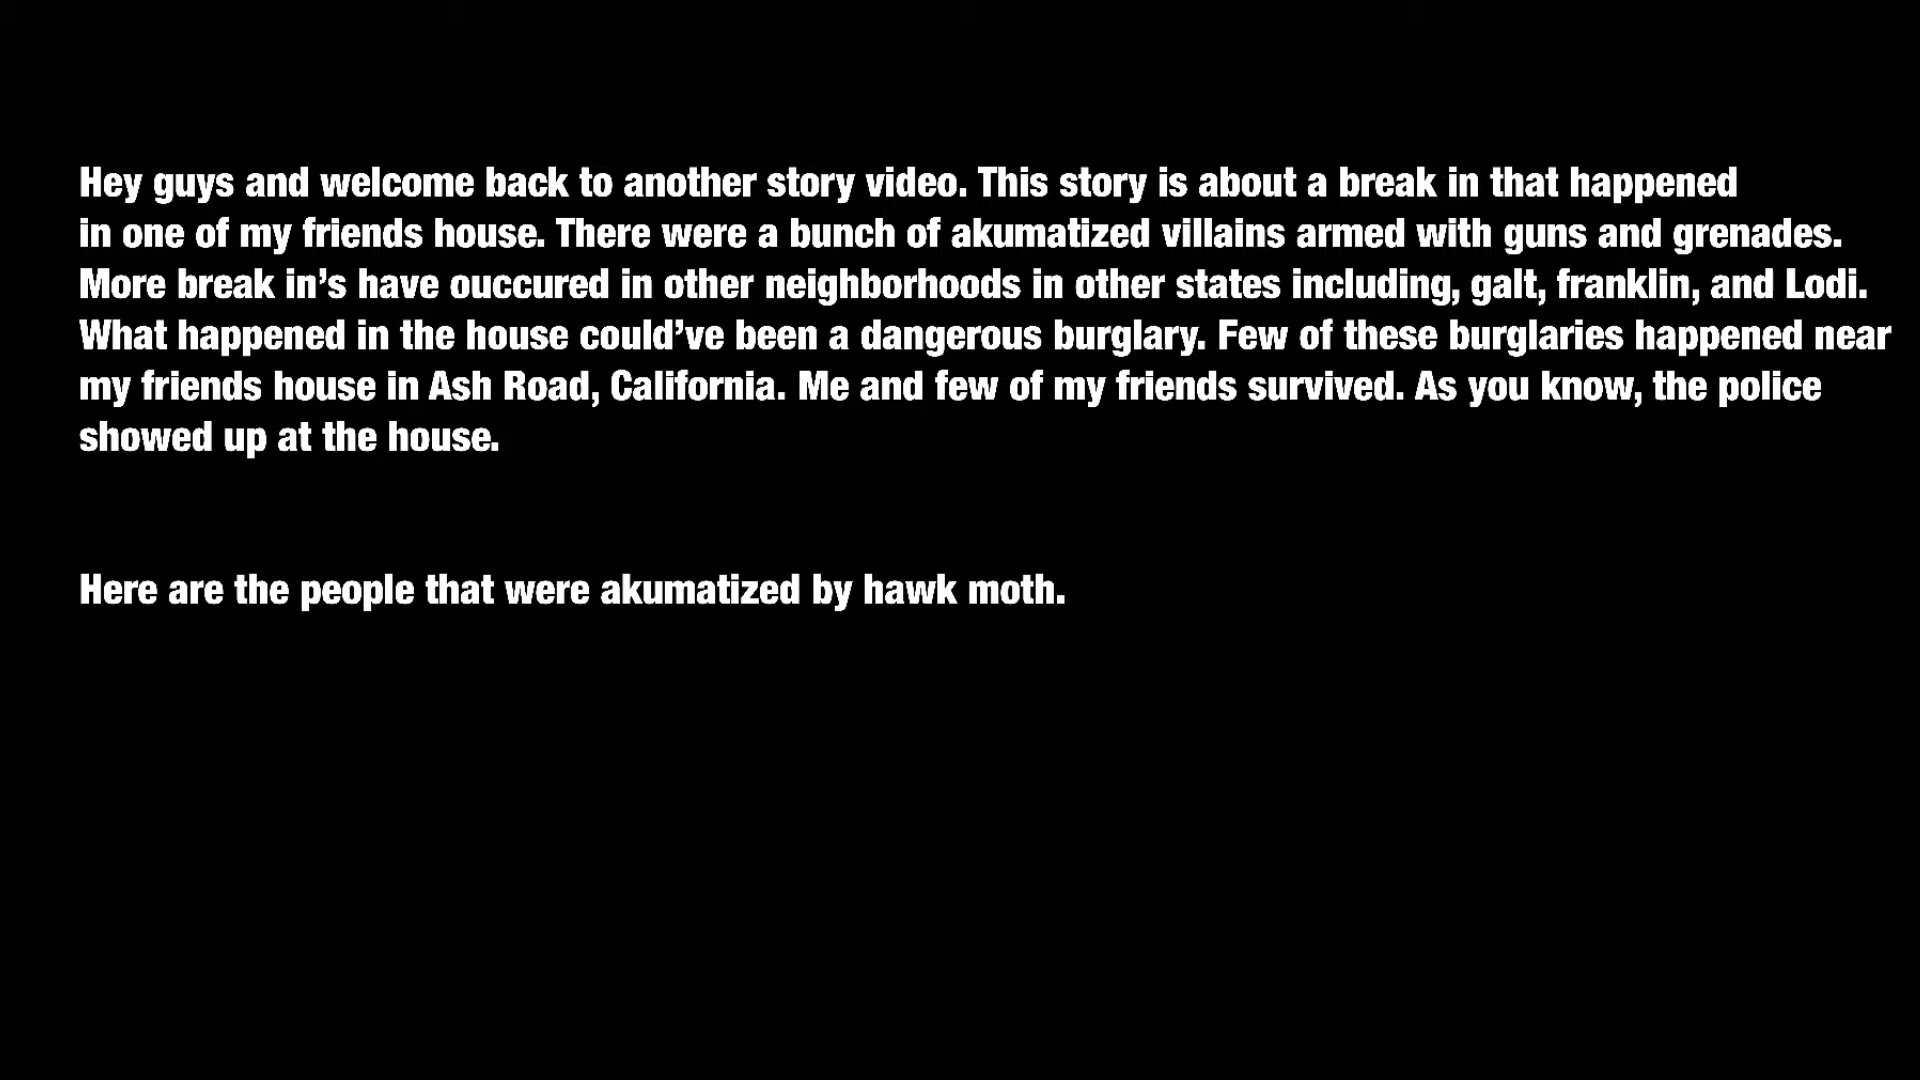 Hey guys and welcome back to another story video. This story is about a break in that happened
in one of my friends house. There were a bunch of akumatized villains armed with guns and grenades.
More break in’s have ouccured in other neighborhoods in other states including, galt, franklin, and Lodi.
What happened in the house could’ve been a dangerous burglary. Few of these burglaries happened near
my friends house in Ash Road, California. Me and few of my friends survived. As you know, the police
showed up at the house.
Here are the people that were akumatized by hawk moth.